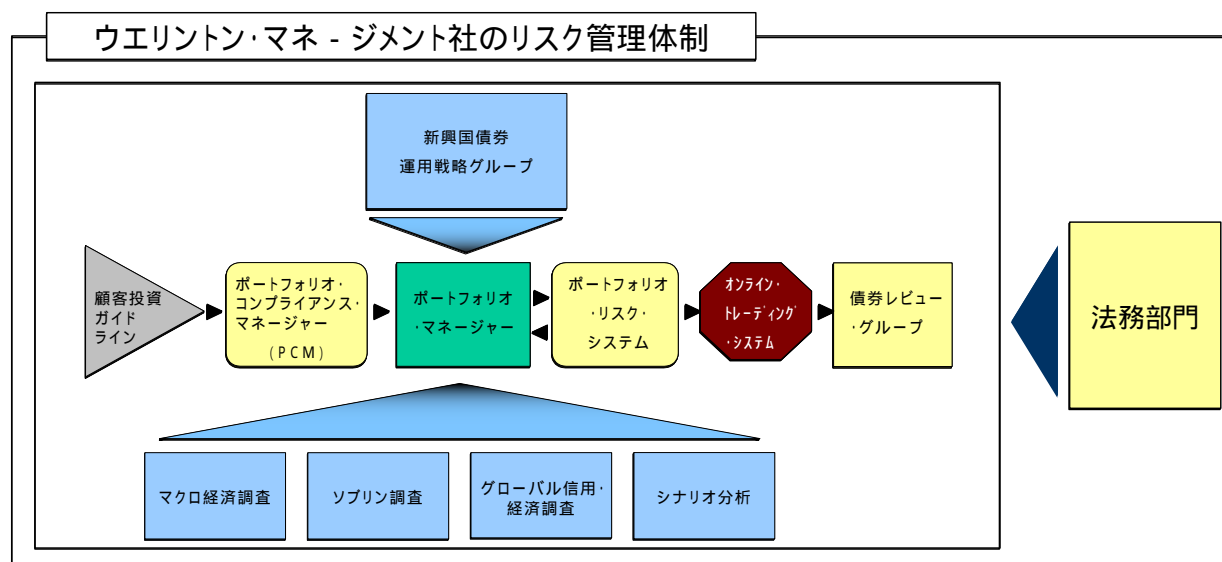 ウエリントン・マネ - ジメント社のリスク管理体制
新興国債券
運用戦略グループ
顧客投資
ガイド
ライン
ポートフォリオ・
コンプライアンス・
マネージャー
(ＰＣＭ)
ポートフォリオ
・マネージャー
ポートフォリオ
・リスク・
システム
オンライン・
トレーディング
・システム
債券レビュー
・グループ
法務部門
マクロ経済調査
ソブリン調査
グローバル信用・
経済調査
シナリオ分析